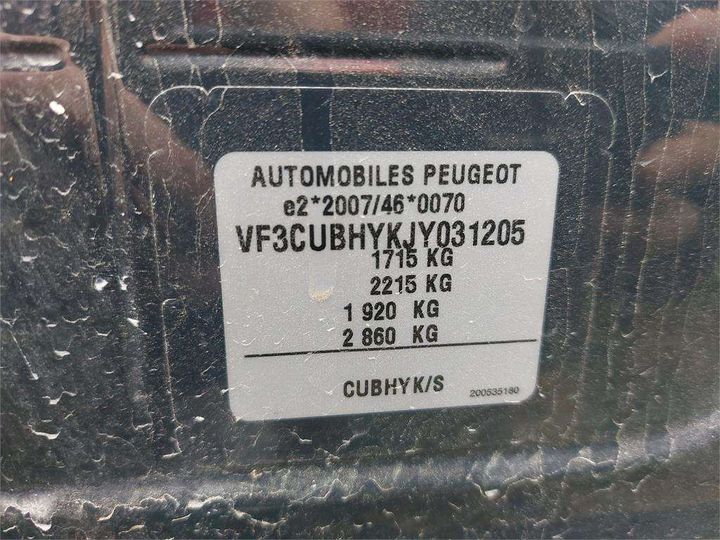 AUTOMOBILES PEUGEOT
e2*2007/46*0070
VF3CUBHYKJY031205
1715 KG
2215 KG
1 920 KG
2 860 KG
CUBHYK/S
200535180